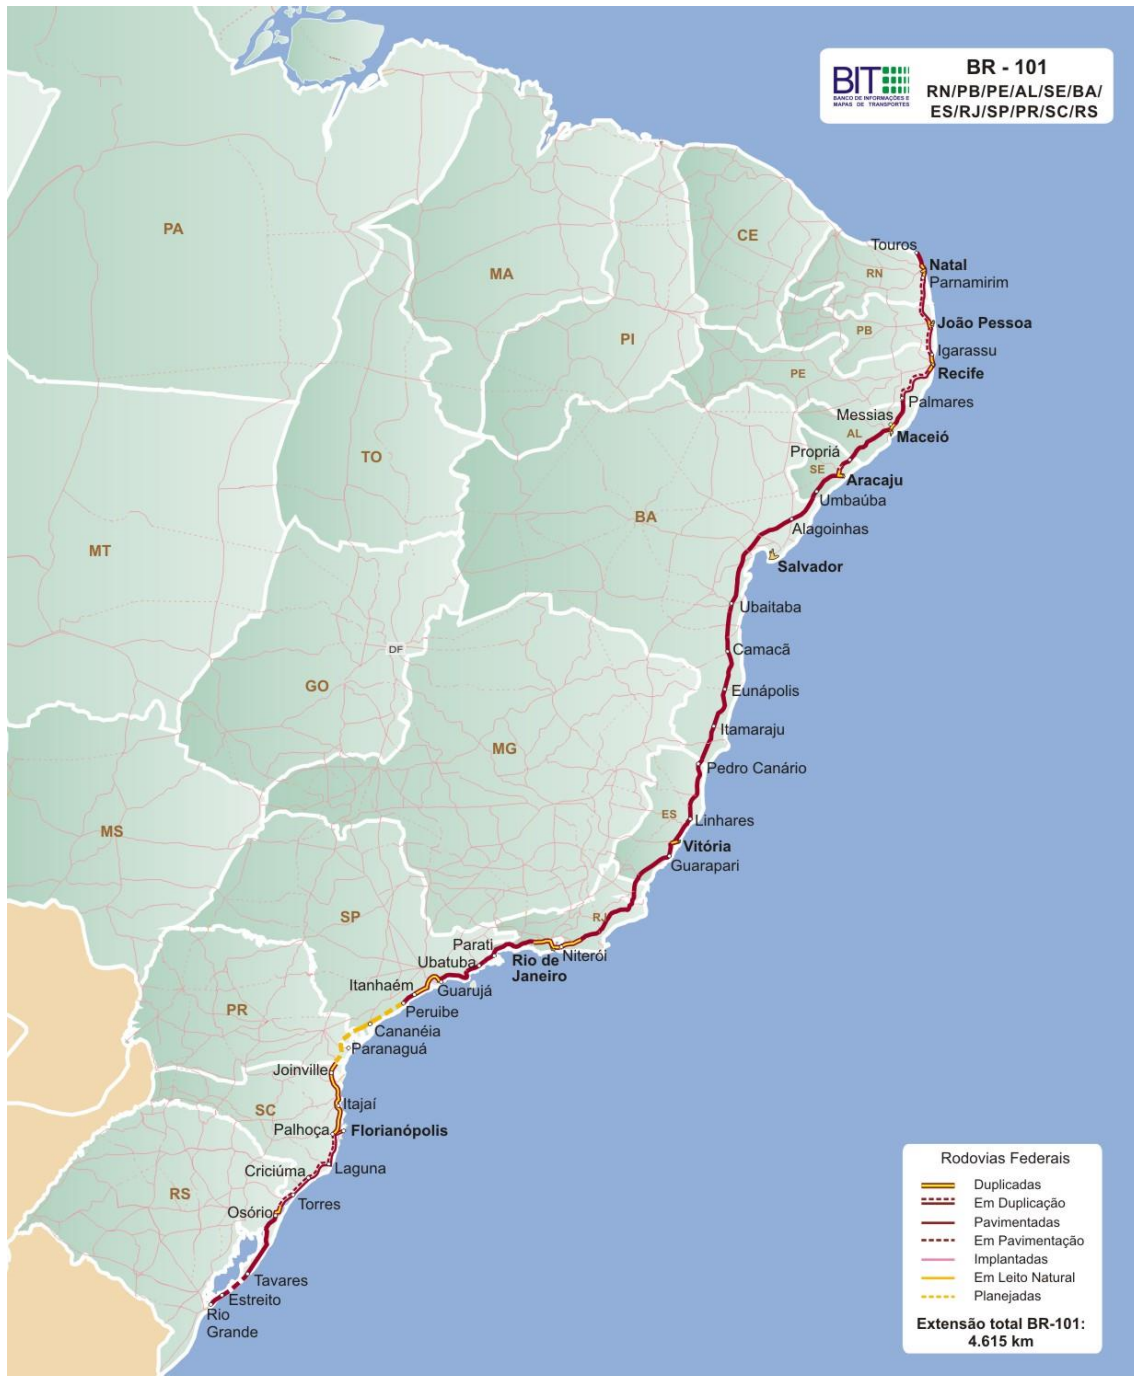 BIT
BANCO DE INFORMAÇÕES E
MAPAS DE TRANSPORTES
BR - 101
RN/PB/PE/AL/SE/BA/
ES/RJ/SP/PR/SC/RS
PA
MA
CE
PI
RN
PB
PE
AL
SE
TO
BA
MT
DF
GO
MG
MS
ES
SP
RJ
PR
SC
RS
Touros
Natal
Parnamirim
João Pessoa
Igarassu
Recife
Palmares
Messias
Maceió
Propriá
Aracaju
Umbaúba
Alagoinhas
Salvador
Ubaitaba
Camacã
Eunápolis
Itamaraju
Pedro Canário
Linhares
Vitória
Guarapari
Niterói
Rio de
Janeiro
Parati
Ubatuba
Guarujá
Itanhaém
Peruibe
Cananéia
Paranaguá
Joinville
Itajaí
Palhoça
Florianópolis
Laguna
Criciúma
Torres
Osório
Tavares
Estreito
Rio
Grande
Rodovias Federais
Duplicadas
Em Duplicação
Pavimentadas
Em Pavimentação
Implantadas
Em Leito Natural
Planejadas
Extensão total BR-101:
4.615 km